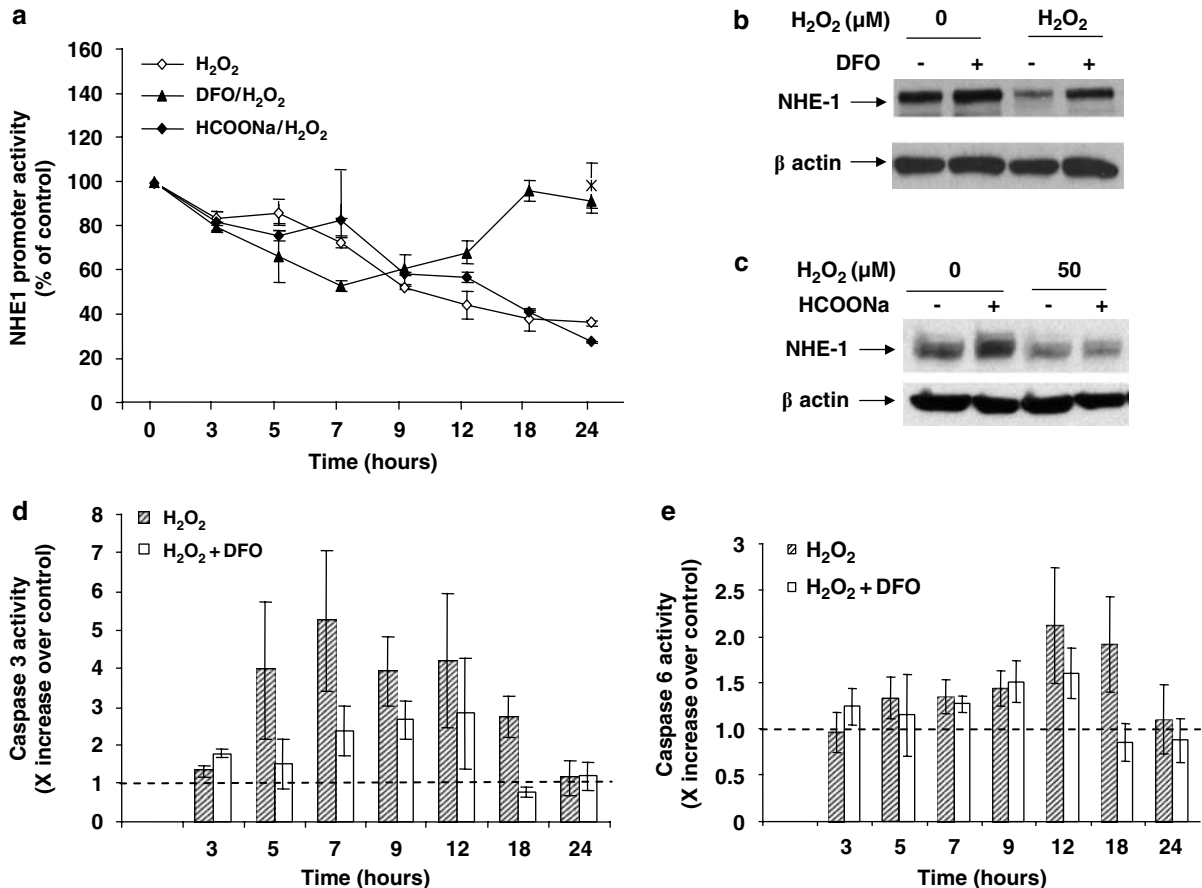 a
NHE1 promoter activity
(% of control)
160
140
120
100
80
60
40
20
0
H₂O₂
DFO/H₂O₂
HCOONa/H₂O₂
0 3 5 7 9 12 18 24
Time (hours)
b
H₂O₂ (µM) 0 H₂O₂
DFO - + - +
NHE-1
β actin
c
H₂O₂ (µM) 0 50
HCOONa - + - +
NHE-1
β actin
d
Caspase 3 activity
(X increase over control)
8
7
6
5
4
3
2
1
0
H₂O₂
H₂O₂ + DFO
3 5 7 9 12 18 24
Time (hours)
e
Caspase 6 activity
(X increase over control)
3
2.5
2.0
1.5
1.0
0.5
0
H₂O₂
H₂O₂ + DFO
3 5 7 9 12 18 24
Time (hours)